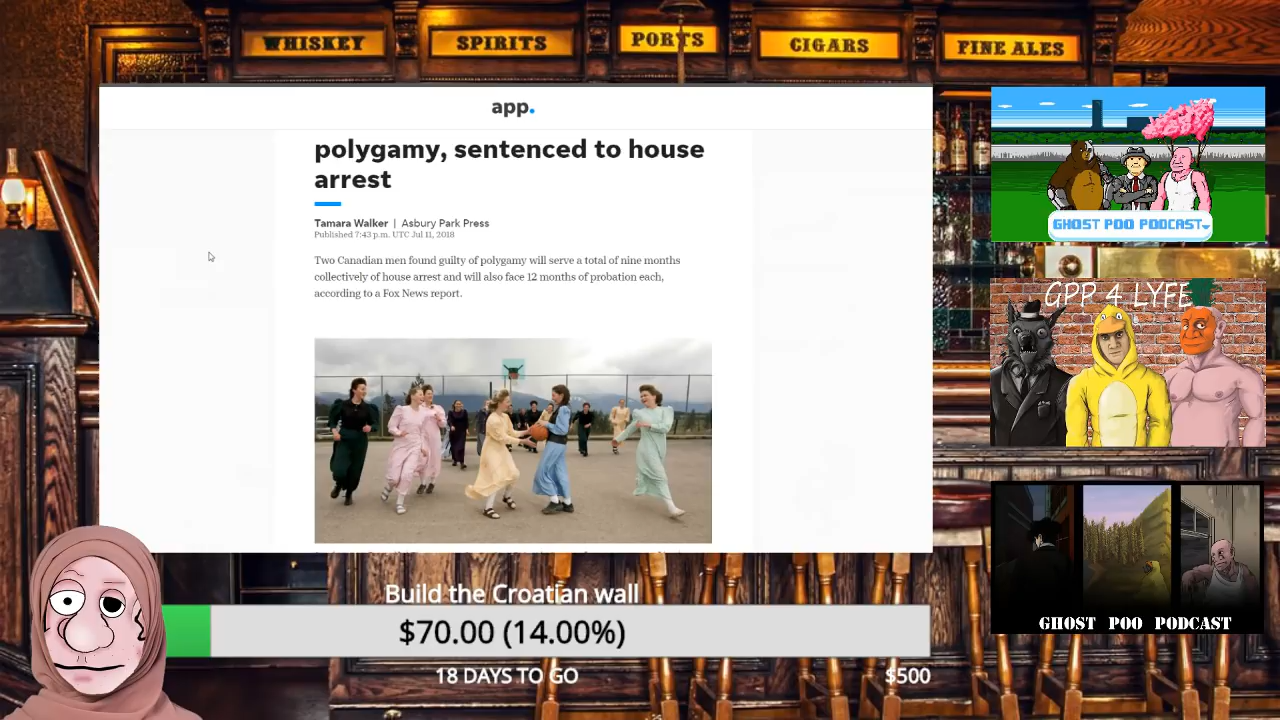 WHISKEY
SPIRITS
PORTS
CIGARS
FINE ALES
app.
polygamy, sentenced to house
arrest
Tamara Walker | Asbury Park Press
Published 7:43 p.m. UTC Jul 11, 2018
Two Canadian men found guilty of polygamy will serve a total of nine months
collectively of house arrest and will also face 12 months of probation each,
according to a Fox News report.
GHOST POO PODCAST
GPP 4 LYFE
GHOST POO PODCAST
Build the Croatian wall
$70.00 (14.00%)
18 DAYS TO GO
$500